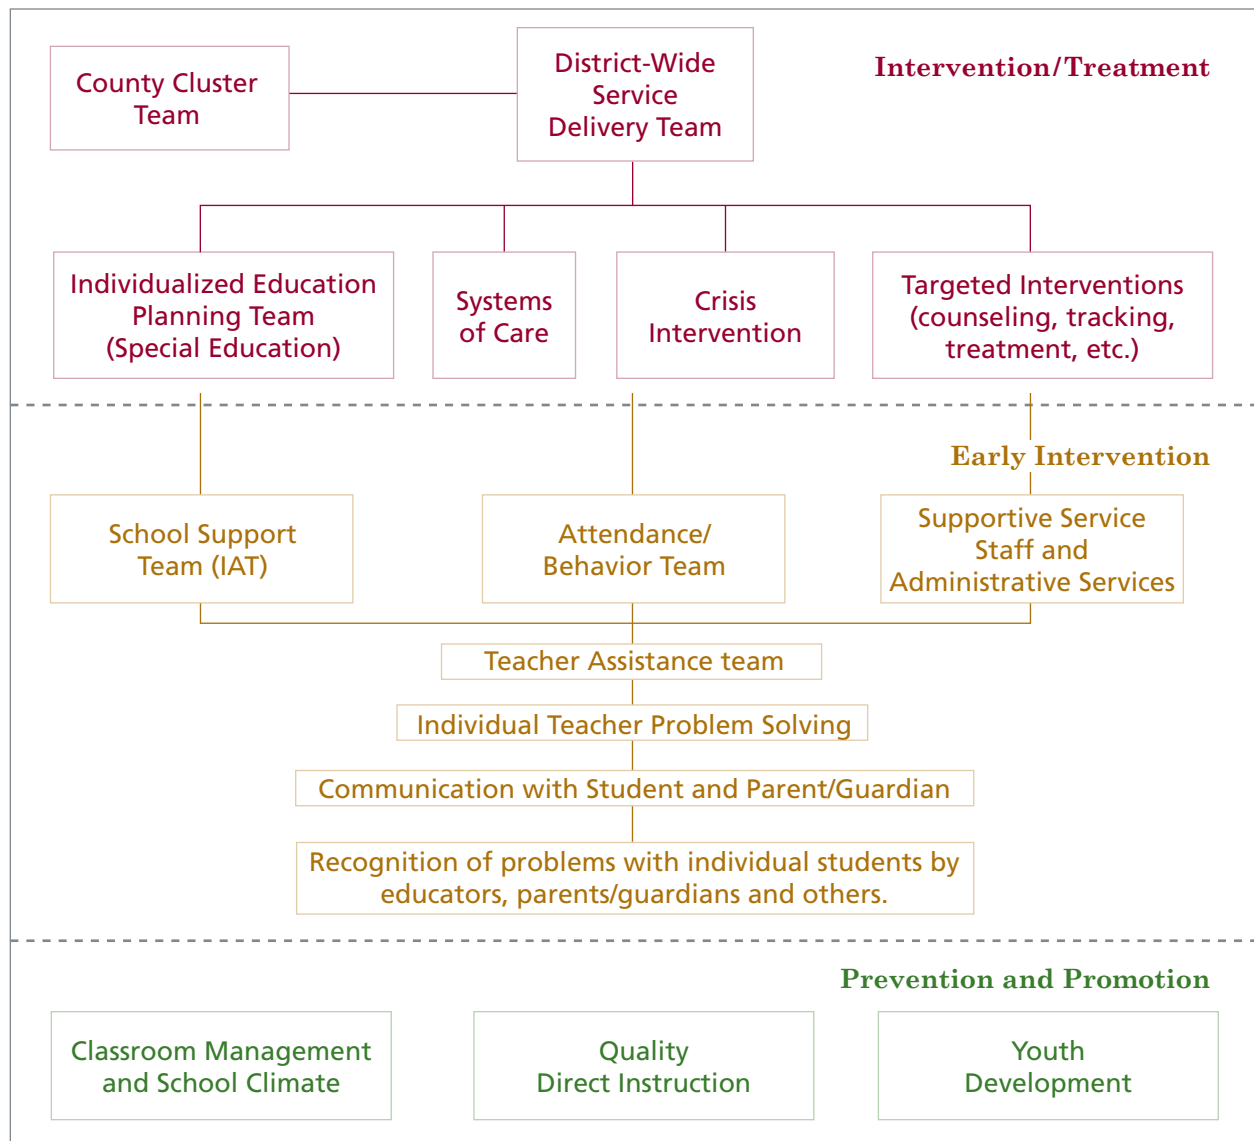 Intervention/Treatment
County Cluster
Team
District-Wide
Service
Delivery Team
Individualized Education
Planning Team
(Special Education)
Systems
of Care
Crisis
Intervention
Targeted Interventions
(counseling, tracking,
treatment, etc.)
Early Intervention
School Support
Team (IAT)
Attendance/
Behavior Team
Supportive Service
Staff and
Administrative Services
Teacher Assistance team
Individual Teacher Problem Solving
Communication with Student and Parent/Guardian
Recognition of problems with individual students by
educators, parents/guardians and others.
Prevention and Promotion
Classroom Management
and School Climate
Quality
Direct Instruction
Youth
Development